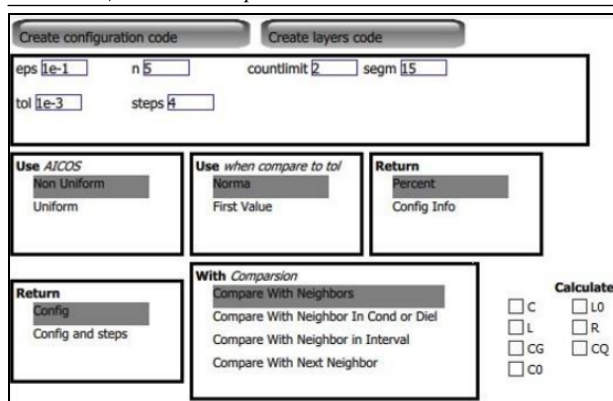 Create configuration code Create layers code
eps 1e-1 n 5 countlimit 2 segm 15
tol 1e-3 steps 4
Use AICOS
Non Uniform
Uniform
Use when compare to tol
Norma
First Value
Return
Percent
Config Info
Return
Config
Config and steps
With Comparsion
Compare With Neighbors
Compare With Neighbor In Cond or Diel
Compare With Neighbor in Interval
Compare With Next Neighbor
Calculate
C L0
L R
CG CQ
C0